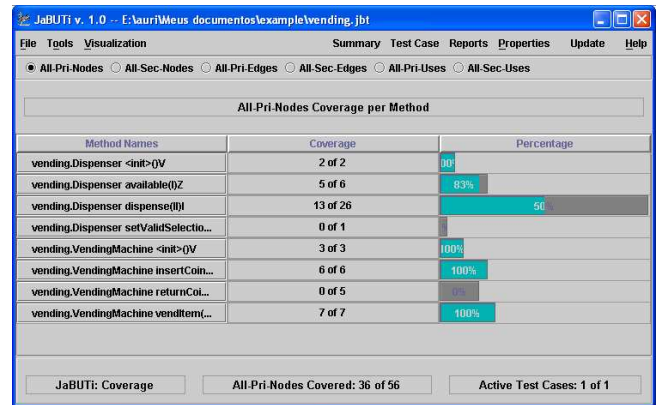 JaBUTi v. 1.0 -- E:\auri\Meus documentos\example\vending.jbt
File Tools Visualization Summary Test Case Reports Properties Update Help
All-Pri-Nodes All-Sec-Nodes All-Pri-Edges All-Sec-Edges All-Pri-Uses All-Sec-Uses
All-Pri-Nodes Coverage per Method
Method Names Coverage Percentage
vending.Dispenser <init>()V 2 of 2
vending.Dispenser available(I)Z 5 of 6 83%
vending.Dispenser dispense(II)I 13 of 26 50%
vending.Dispenser setValidSelectio... 0 of 1
vending.VendingMachine <init>()V 3 of 3 100%
vending.VendingMachine insertCoin... 6 of 6 100%
vending.VendingMachine returnCoi... 0 of 5 0%
vending.VendingMachine vendItem(... 7 of 7 100%
JaBUTi: Coverage All-Pri-Nodes Covered: 36 of 56 Active Test Cases: 1 of 1